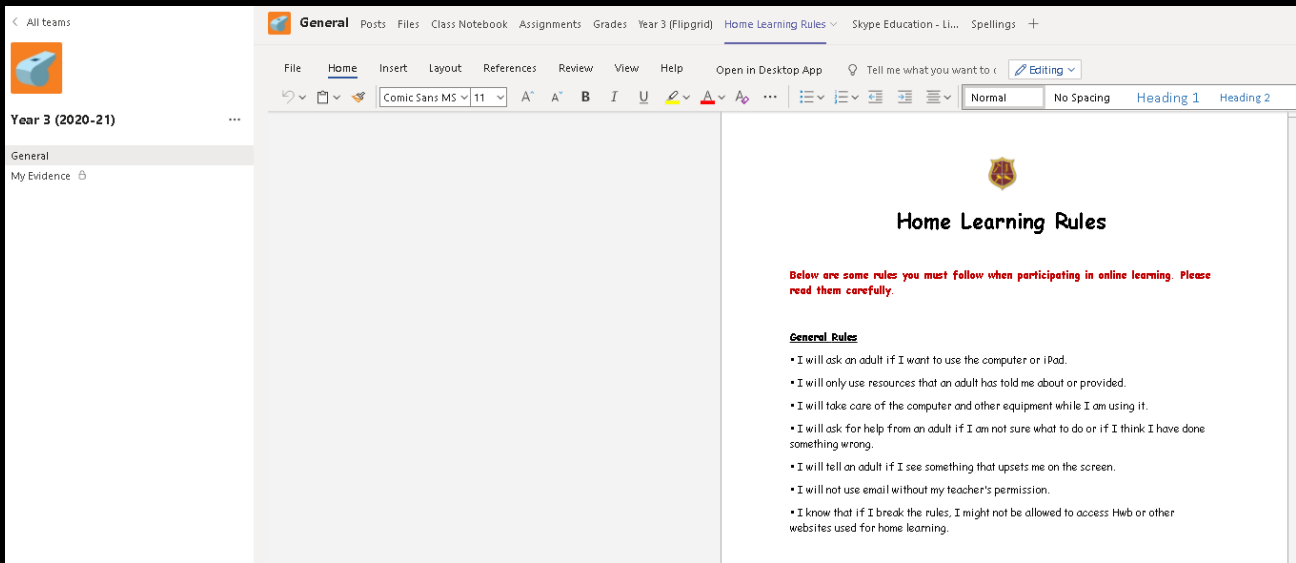 All teams
General Posts Files Class Notebook Assignments Grades Year 3 (Flipgrid) Home Learning Rules Skype Education - Li... Spellings
File Home Insert Layout References Review View Help Open in Desktop App Tell me what you want to Editing
Comic Sans MS 11 A A B I U A A Normal No Spacing Heading 1 Heading 2
Year 3 (2020-21)
General
My Evidence
Home Learning Rules
Below are some rules you must follow when participating in online learning. Please
read them carefully.
General Rules
• I will ask an adult if I want to use the computer or iPad.
• I will only use resources that an adult has told me about or provided.
• I will take care of the computer and other equipment while I am using it.
• I will ask for help from an adult if I am not sure what to do or if I think I have done
something wrong.
• I will tell an adult if I see something that upsets me on the screen.
• I will not use email without my teacher's permission.
• I know that if I break the rules, I might not be allowed to access Hwb or other
websites used for home learning.